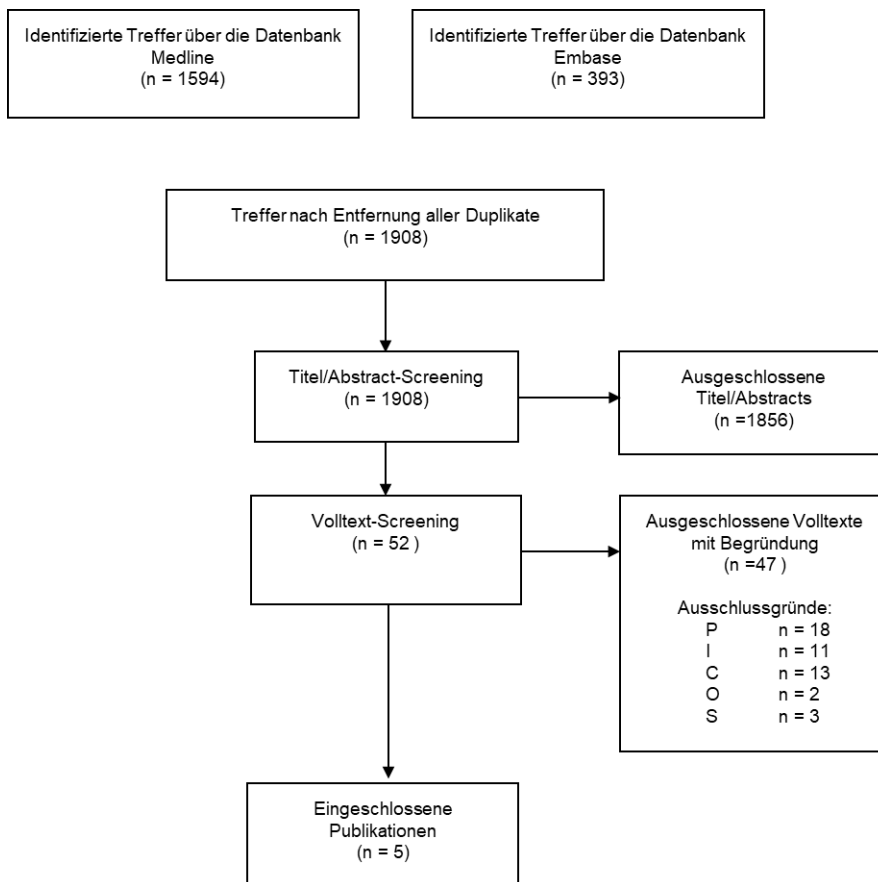 Identifizierte Treffer über die Datenbank
Medline
(n = 1594)
Identifizierte Treffer über die Datenbank
Embase
(n = 393)
Treffer nach Entfernung aller Duplikate
(n = 1908)
Titel/Abstract-Screening
(n = 1908)
Ausgeschlossene
Titel/Abstracts
(n =1856)
Volltext-Screening
(n = 52 )
Ausgeschlossene Volltexte
mit Begründung
(n =47 )
Ausschlussgründe:
P n = 18
I n = 11
C n = 13
O n = 2
S n = 3
Eingeschlossene
Publikationen
(n = 5)